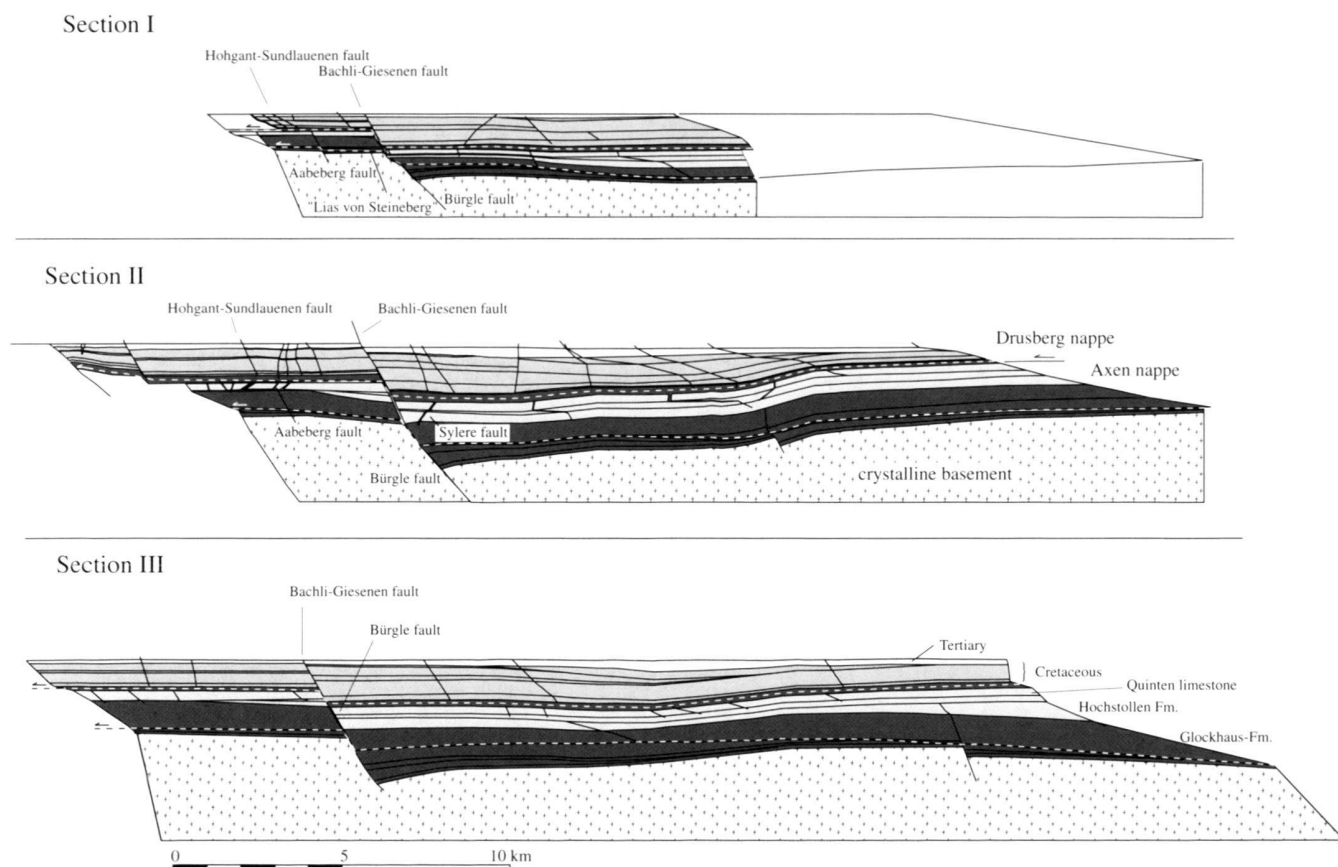 Section I
Hohgant-Sundlauenen fault
Bachli-Giesenen fault
Aabeberg fault
"Lias von Steineberg"
Bürgle fault
Section II
Hohgant-Sundlauenen fault
Bachli-Giesenen fault
Drusberg nappe
Axen nappe
Aabeberg fault
Sylere fault
Bürgle fault
crystalline basement
Section III
Bachli-Giesenen fault
Bürgle fault
Tertiary
Cretaceous
Quinten limestone
Hochstollen Fm.
Glockhaus-Fm.
0 5 10 km